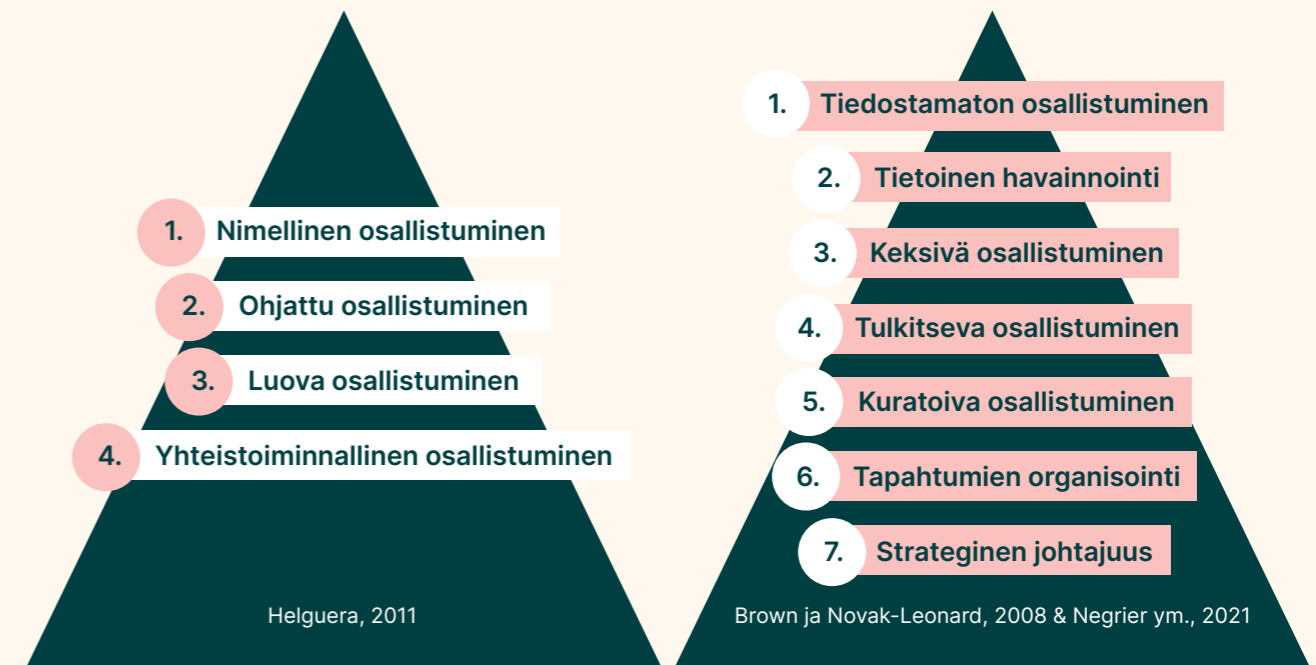 1. Nimellinen osallistuminen
2. Ohjattu osallistuminen
3. Luova osallistuminen
4. Yhteistoiminnallinen osallistuminen
Helguera, 2011
1. Tiedostamaton osallistuminen
2. Tietoinen havainnointi
3. Keksivä osallistuminen
4. Tulkitseva osallistuminen
5. Kuratoiva osallistuminen
6. Tapahtumien organisointi
7. Strateginen johtajuus
Brown ja Novak-Leonard, 2008 & Negrier ym., 2021